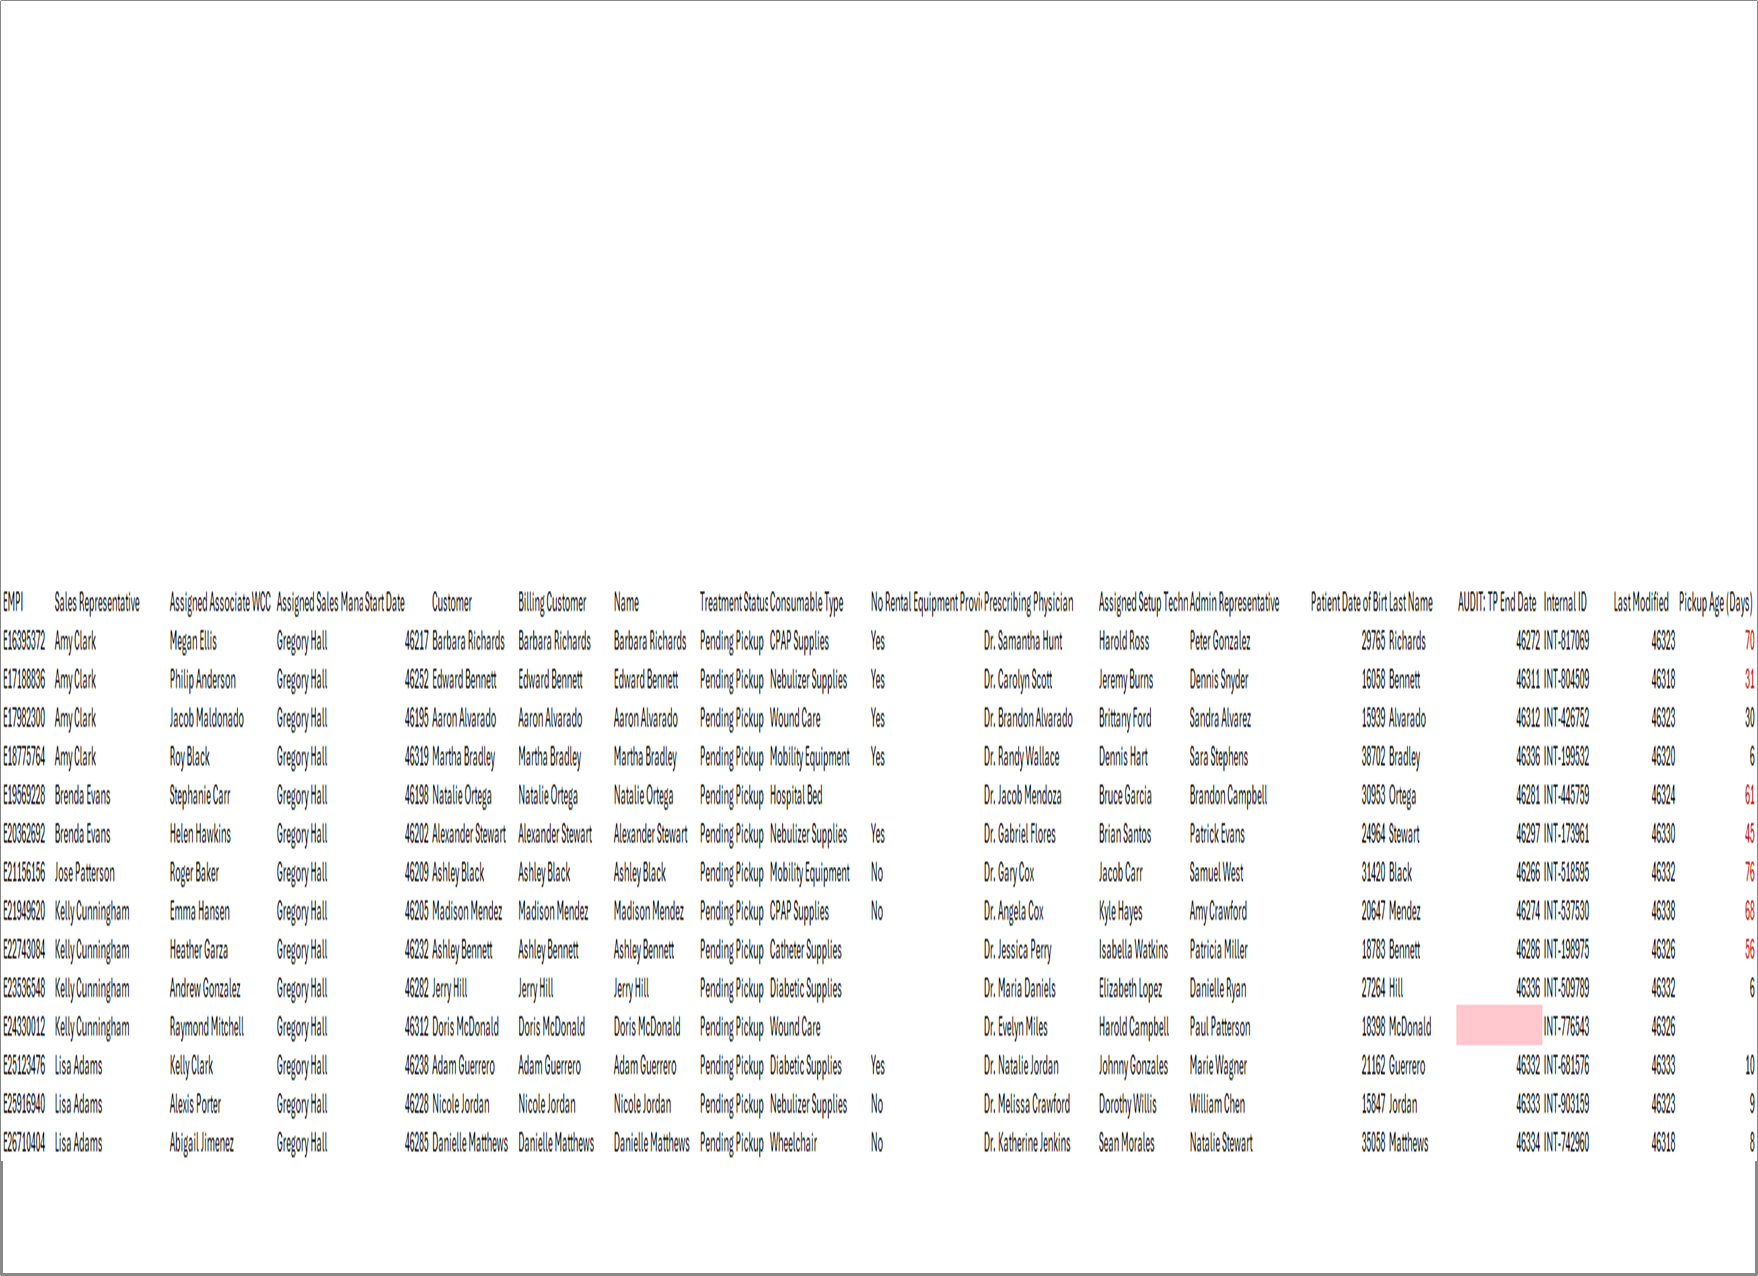 EMPI Sales Representative Assigned Associate WCC Assigned Sales Mana Start Date Customer Billing Customer Name Treatment Status Consumable Type No Rental Equipment Provi Prescribing Physician Assigned Setup Techn Admin Representative Patient Date of Birt Last Name AUDIT: TP End Date Internal ID Last Modified Pickup Age (Days)
E16395372 Amy Clark Megan Ellis Gregory Hall 46217 Barbara Richards Barbara Richards Barbara Richards Pending Pickup CPAP Supplies Yes Dr. Samantha Hunt Harold Ross Peter Gonzalez 29765 Richards 46272 INT-817069 46323 70
E17188836 Amy Clark Philip Anderson Gregory Hall 46252 Edward Bennett Edward Bennett Edward Bennett Pending Pickup Nebulizer Supplies Yes Dr. Carolyn Scott Jeremy Burns Dennis Snyder 16058 Bennett 46311 INT-804509 46318 31
E17982300 Amy Clark Jacob Maldonado Gregory Hall 46195 Aaron Alvarado Aaron Alvarado Aaron Alvarado Pending Pickup Wound Care Yes Dr. Brandon Alvarado Brittany Ford Sandra Alvarez 15939 Alvarado 46312 INT-426752 46323 30
E18775764 Amy Clark Roy Black Gregory Hall 46319 Martha Bradley Martha Bradley Martha Bradley Pending Pickup Mobility Equipment Yes Dr. Randy Wallace Dennis Hart Sara Stephens 38702 Bradley 46336 INT-199532 46320 6
E19569228 Brenda Evans Stephanie Carr Gregory Hall 46198 Natalie Ortega Natalie Ortega Natalie Ortega Pending Pickup Hospital Bed Dr. Jacob Mendoza Bruce Garcia Brandon Campbell 30953 Ortega 46281 INT-445759 46324 61
E20362692 Brenda Evans Helen Hawkins Gregory Hall 46202 Alexander Stewart Alexander Stewart Alexander Stewart Pending Pickup Nebulizer Supplies Yes Dr. Gabriel Flores Brian Santos Patrick Evans 24964 Stewart 46297 INT-173961 46330 45
E21156156 Jose Patterson Roger Baker Gregory Hall 46209 Ashley Black Ashley Black Ashley Black Pending Pickup Mobility Equipment No Dr. Gary Cox Jacob Carr Samuel West 31420 Black 46266 INT-518595 46332 76
E21949620 Kelly Cunningham Emma Hansen Gregory Hall 46205 Madison Mendez Madison Mendez Madison Mendez Pending Pickup CPAP Supplies No Dr. Angela Cox Kyle Hayes Amy Crawford 20647 Mendez 46274 INT-537530 46338 68
E22743084 Kelly Cunningham Heather Garza Gregory Hall 46232 Ashley Bennett Ashley Bennett Ashley Bennett Pending Pickup Catheter Supplies Dr. Jessica Perry Isabella Watkins Patricia Miller 18783 Bennett 46286 INT-198975 46326 56
E23536548 Kelly Cunningham Andrew Gonzalez Gregory Hall 46282 Jerry Hill Jerry Hill Jerry Hill Pending Pickup Diabetic Supplies Dr. Maria Daniels Elizabeth Lopez Danielle Ryan 27264 Hill 46336 INT-509789 46332 6
E24330012 Kelly Cunningham Raymond Mitchell Gregory Hall 46312 Doris McDonald Doris McDonald Doris McDonald Pending Pickup Wound Care Dr. Evelyn Miles Harold Campbell Paul Patterson 18398 McDonald INT-776543 46326
E25123476 Lisa Adams Kelly Clark Gregory Hall 46238 Adam Guerrero Adam Guerrero Adam Guerrero Pending Pickup Diabetic Supplies Yes Dr. Natalie Jordan Johnny Gonzales Marie Wagner 21162 Guerrero 46332 INT-681576 46333 10
E25916940 Lisa Adams Alexis Porter Gregory Hall 46228 Nicole Jordan Nicole Jordan Nicole Jordan Pending Pickup Nebulizer Supplies No Dr. Melissa Crawford Dorothy Willis William Chen 15847 Jordan 46333 INT-903159 46323 9
E26710404 Lisa Adams Abigail Jimenez Gregory Hall 46285 Danielle Matthews Danielle Matthews Danielle Matthews Pending Pickup Wheelchair No Dr. Katherine Jenkins Sean Morales Natalie Stewart 35058 Matthews 46334 INT-742960 46318 8